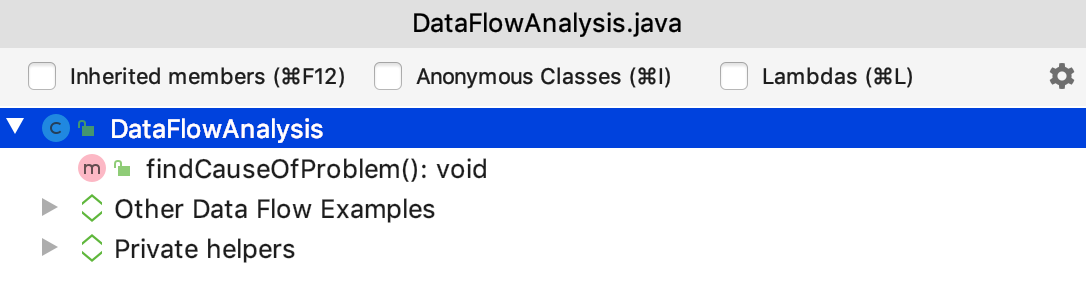 DataFlowAnalysis.java
Inherited members (⌘F12) Anonymous Classes (⌘I) Lambdas (⌘L)
C DataFlowAnalysis
m findCauseOfProblem(): void
Other Data Flow Examples
Private helpers